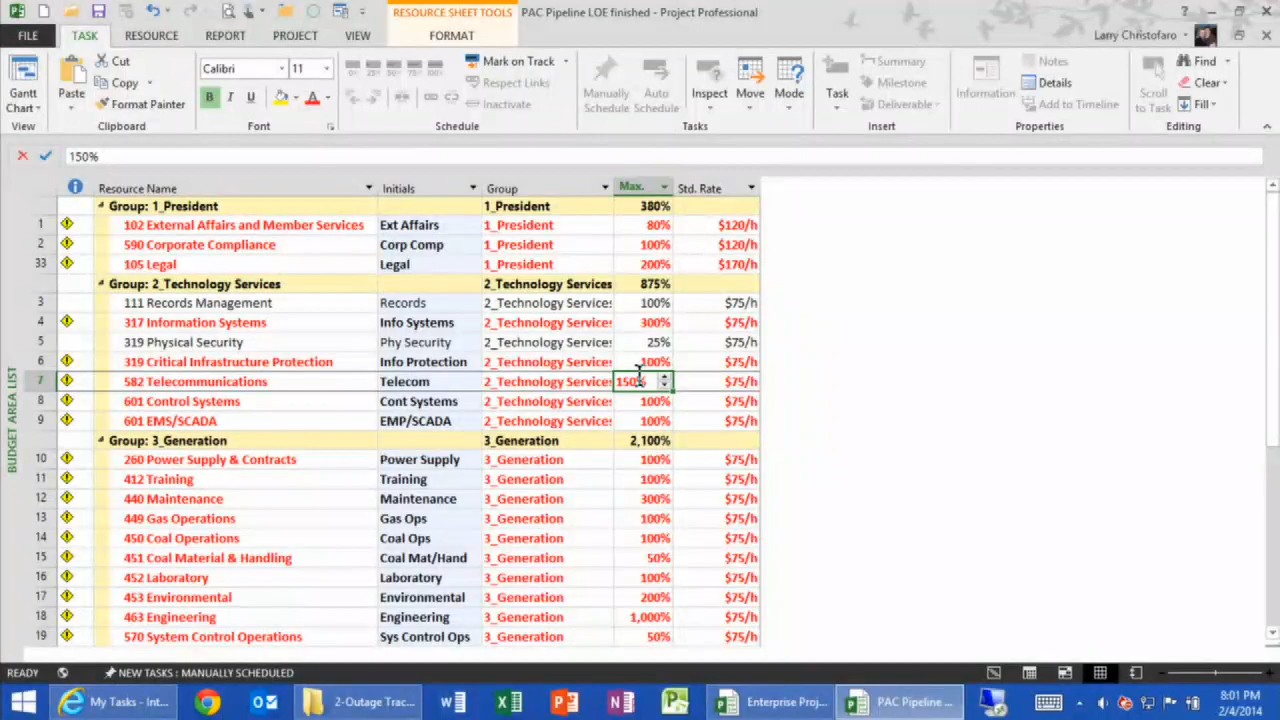 RESOURCE SHEET TOOLS PAC Pipeline LOE finished - Project Professional
FILE TASK RESOURCE REPORT PROJECT VIEW FORMAT Larry Christofaro
Gantt Chart
View
Paste
Cut
Copy
Format Painter
Clipboard
Calibri 11
B I U A
Font
0% 25% 50% 75% 100%
Mark on Track
Respect Links
Inactivate
Schedule
Manually Schedule
Auto Schedule
Inspect Move Mode
Tasks
Task
Summary
Milestone
Deliverable
Insert
Information
Notes
Details
Add to Timeline
Properties
Scroll to Task
Find
Clear
Fill
Editing
150%
Resource Name Initials Group Max. Std. Rate
Group: 1_President 1_President 380%
1 102 External Affairs and Member Services Ext Affairs 1_President 80% $120/h
2 590 Corporate Compliance Corp Comp 1_President 100% $120/h
33 105 Legal Legal 1_President 200% $170/h
Group: 2_Technology Services 2_Technology Services 875%
3 111 Records Management Records 2_Technology Services 100% $75/h
4 317 Information Systems Info Systems 2_Technology Services 300% $75/h
5 319 Physical Security Phy Security 2_Technology Services 25% $75/h
6 319 Critical Infrastructure Protection Info Protection 2_Technology Services 100% $75/h
7 582 Telecommunications Telecom 2_Technology Services 150% $75/h
8 601 Control Systems Cont Systems 2_Technology Services 100% $75/h
9 601 EMS/SCADA EMP/SCADA 2_Technology Services 100% $75/h
Group: 3_Generation 3_Generation 2,100%
10 260 Power Supply & Contracts Power Supply 3_Generation 100% $75/h
11 412 Training Training 3_Generation 100% $75/h
12 440 Maintenance Maintenance 3_Generation 300% $75/h
13 449 Gas Operations Gas Ops 3_Generation 100% $75/h
14 450 Coal Operations Coal Ops 3_Generation 100% $75/h
15 451 Coal Material & Handling Coal Mat/Hand 3_Generation 50% $75/h
16 452 Laboratory Laboratory 3_Generation 100% $75/h
17 453 Environmental Environmental 3_Generation 200% $75/h
18 463 Engineering Engineering 3_Generation 1,000% $75/h
19 570 System Control Operations Sys Control Ops 3_Generation 50% $75/h
BUDGET AREA LIST
READY NEW TASKS : MANUALLY SCHEDULED
My Tasks - Int... 2-Outage Trac... Enterprise Proj... PAC Pipeline ... 8:01 PM
2/4/2014